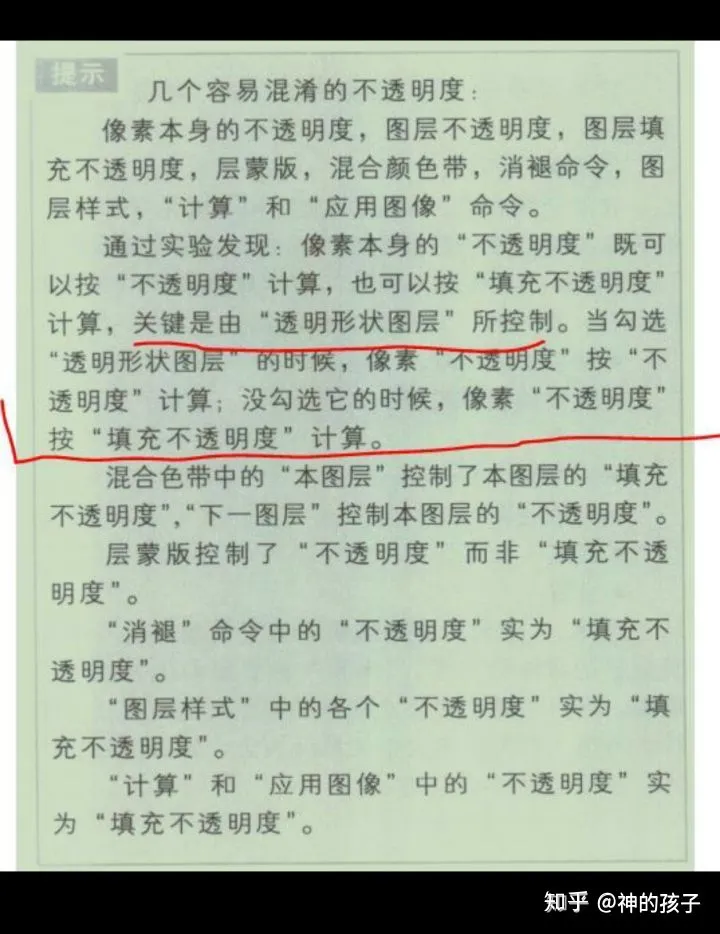 提示
几个容易混淆的不透明度：
像素本身的不透明度，图层不透明度，图层填
充不透明度，层蒙版，混合颜色带，消褪命令，图
层样式，“计算”和“应用图像”命令。
通过实验发现：像素本身的“不透明度”既可
以按“不透明度”计算，也可以按“填充不透明度”
计算，关键是由“透明形状图层”所控制。当勾选
“透明形状图层”的时候，像素“不透明度”按“不
透明度”计算；没勾选它的时候，像素“不透明度”
按“填充不透明度”计算。
混合色带中的“本图层”控制了本图层的“填充
不透明度”，“下一图层”控制本图层的“不透明度”。
层蒙版控制了“不透明度”而非“填充不透
明度”。
“消褪”命令中的“不透明度”实为“填充不
透明度”。
“图层样式”中的各个“不透明度”实为“填
充不透明度”。
“计算”和“应用图像”中的“不透明度”实
为“填充不透明度”。
知乎 @神的孩子